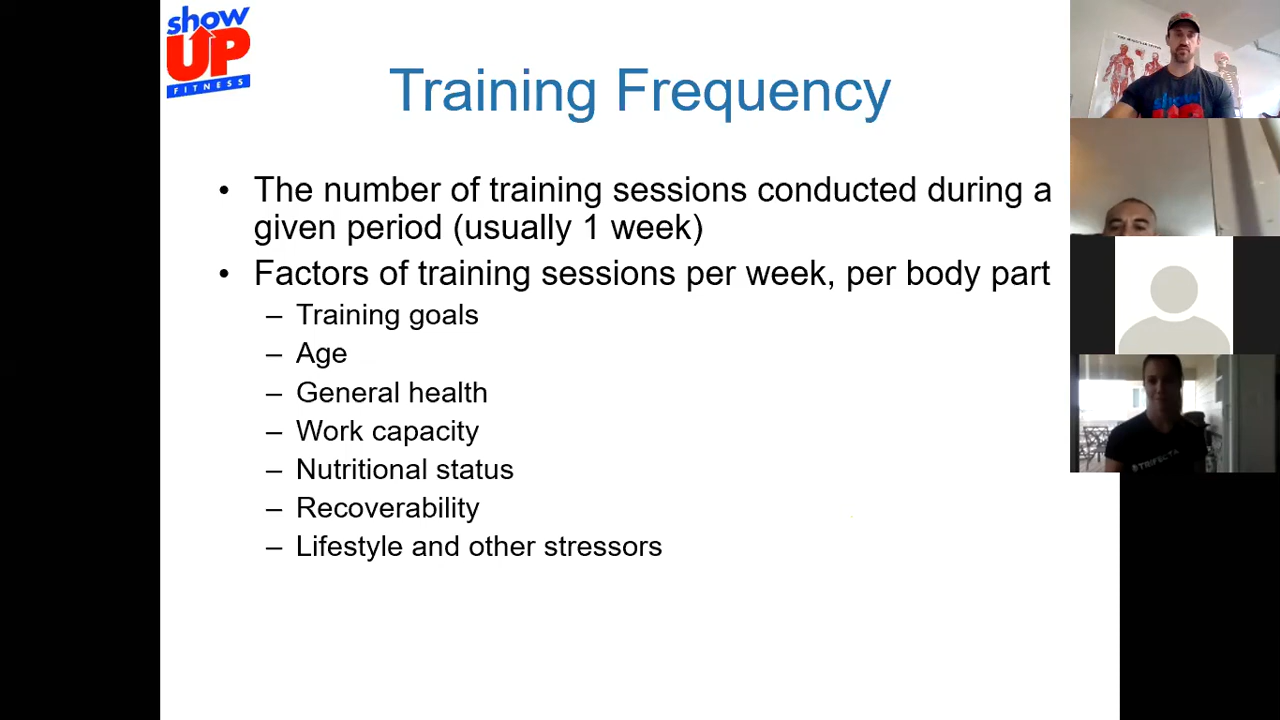 show
UP
FITNESS
Training Frequency
• The number of training sessions conducted during a
given period (usually 1 week)
• Factors of training sessions per week, per body part
– Training goals
– Age
– General health
– Work capacity
– Nutritional status
– Recoverability
– Lifestyle and other stressors
show
TRIFECTA